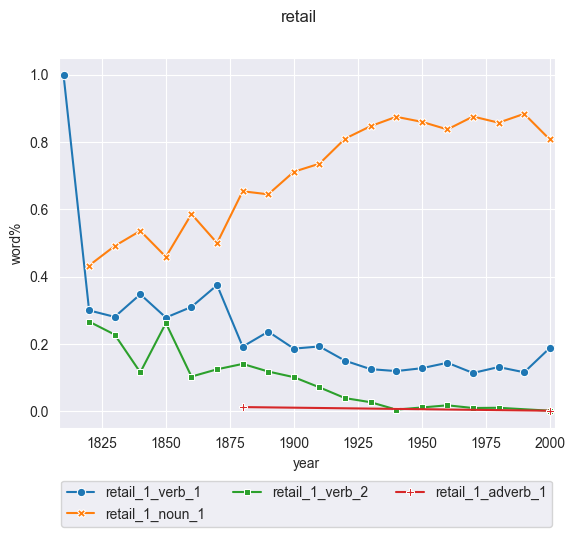 retail
1.0
0.8
0.6
0.4
0.2
0.0
word%
1825 1850 1875 1900 1925 1950 1975 2000
year
retail_1_verb_1 retail_1_verb_2 retail_1_adverb_1
retail_1_noun_1